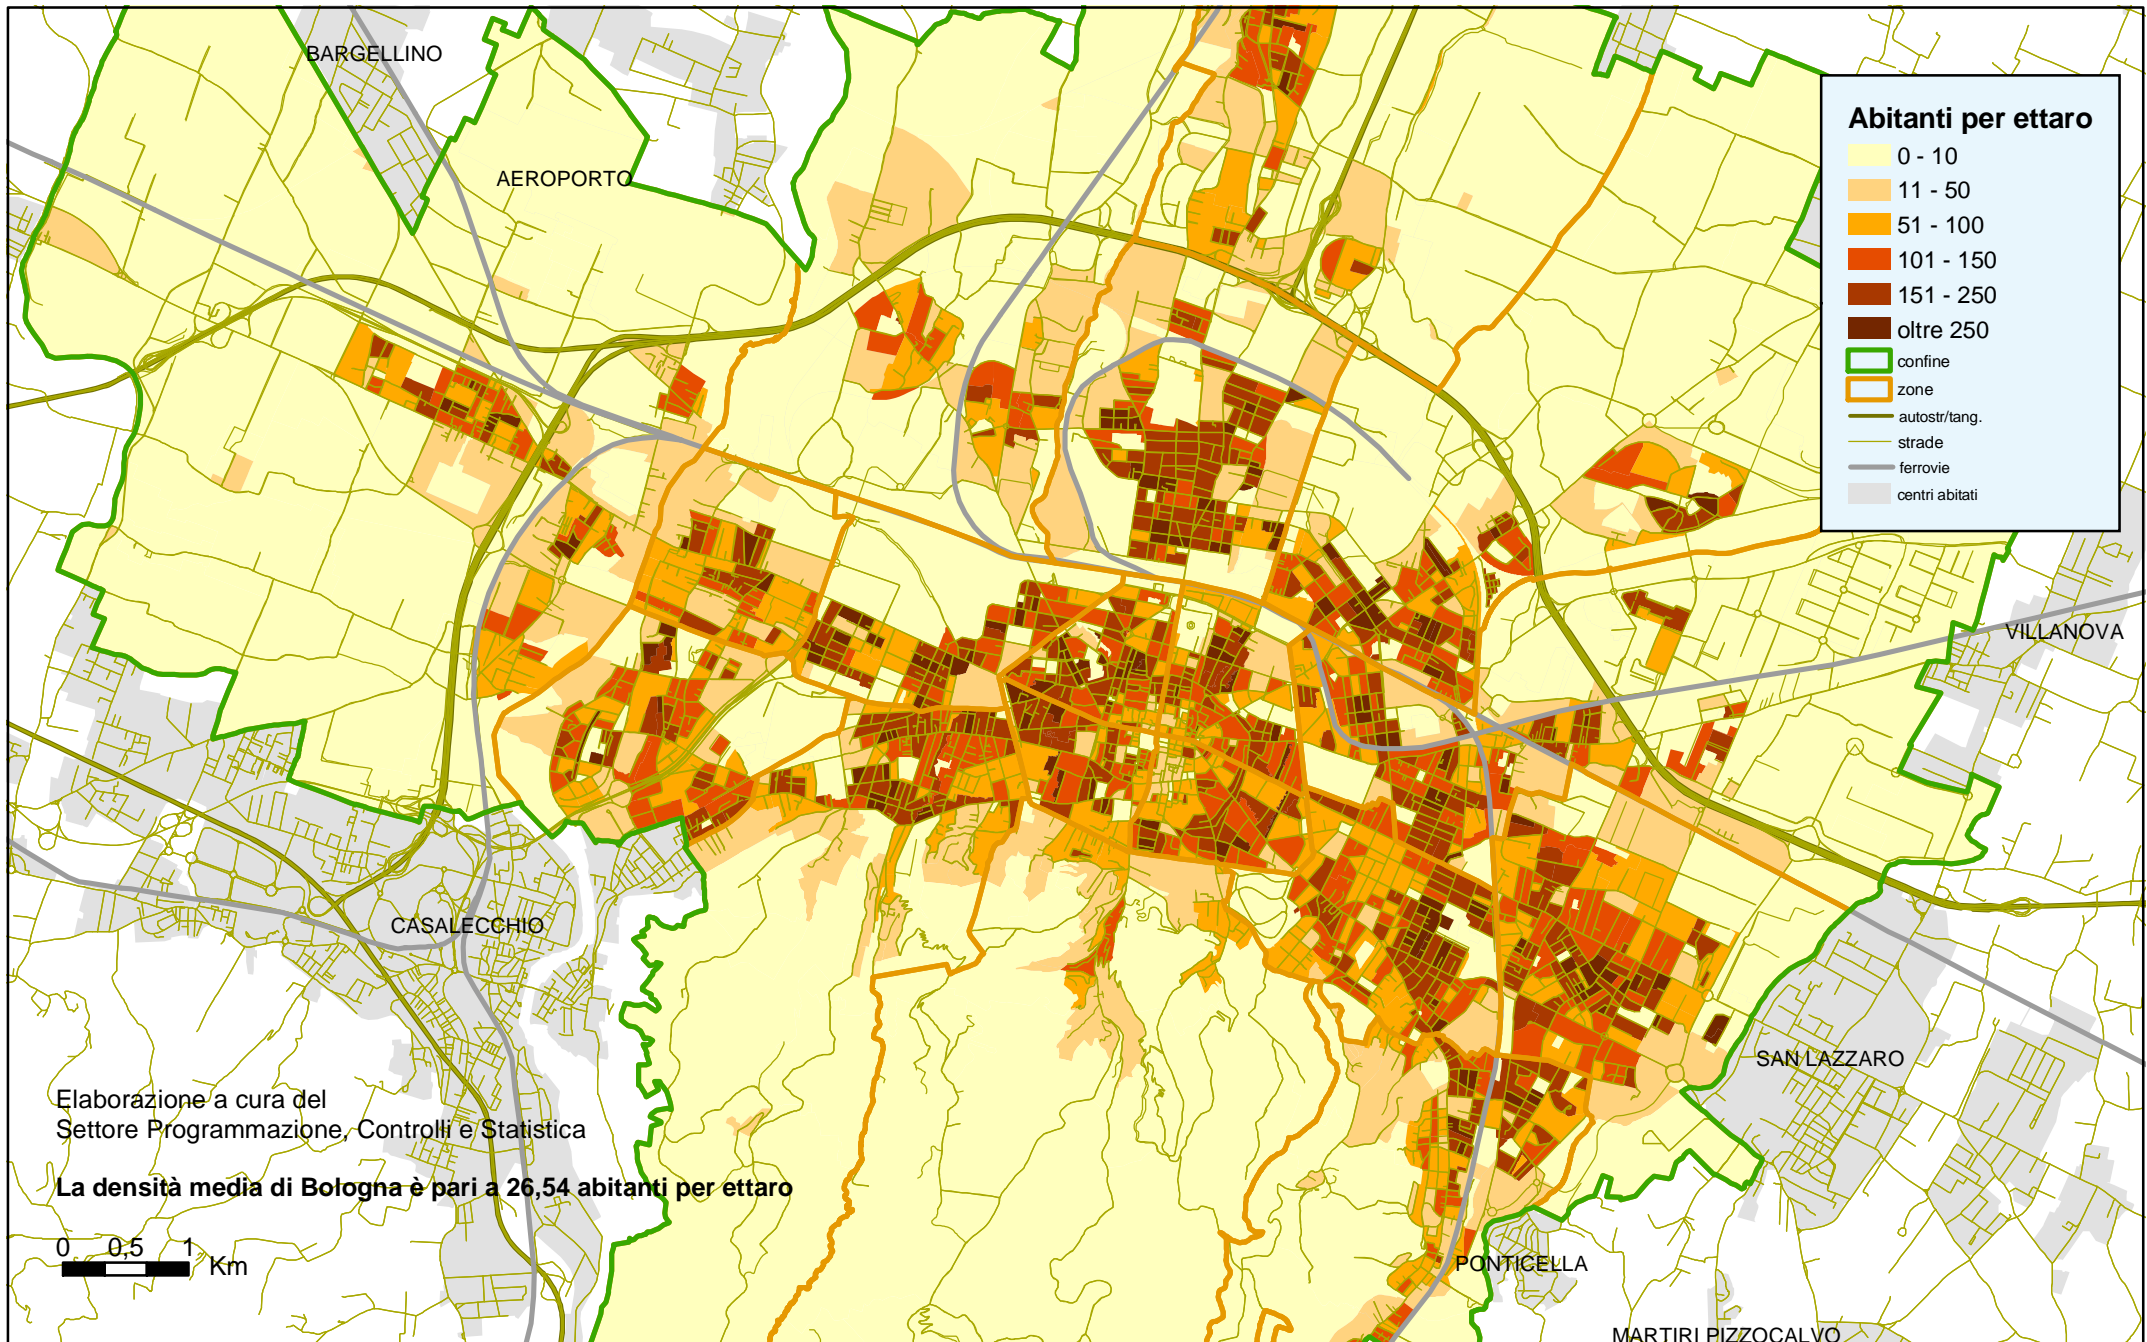 BARGELLINO
AEROPORTO
Abitanti per ettaro
0 - 10
11 - 50
51 - 100
101 - 150
151 - 250
oltre 250
confine
zone
autostr/tang.
strade
ferrovie
centri abitati
VILLANOVA
CASALECCHIO
SAN LAZZARO
Elaborazione a cura del
Settore Programmazione, Controlli e Statistica
La densità media di Bologna è pari a 26,54 abitanti per ettaro
0 0,5 1
Km
PONTICELLA
MARTIRI PIZZOCALVO